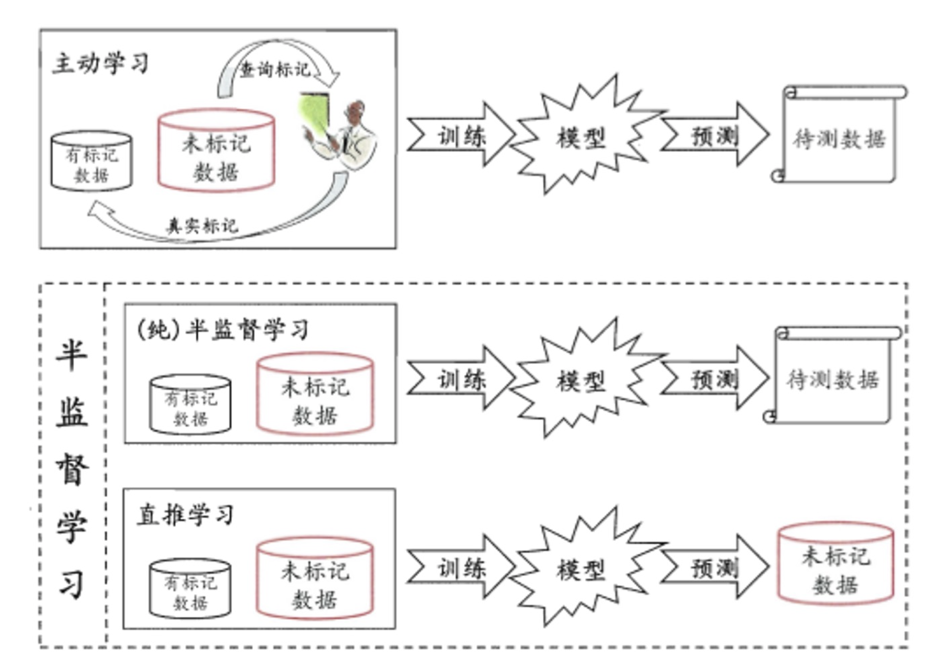 主动学习
查询标记
有标记
数据
未标记
数据
真实标记
训练
模型
预测
待测数据
半监督学习
(纯)半监督学习
有标记
数据
未标记
数据
训练
模型
预测
待测数据
直推学习
有标记
数据
未标记
数据
训练
模型
预测
未标记
数据